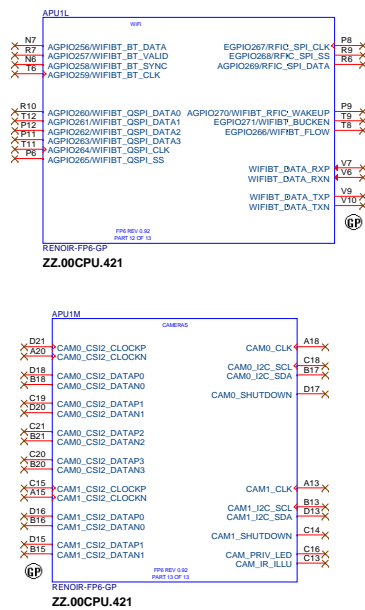 APU1L
WiFi
N7 AGPIO256/WIFIBT_BT_DATA EGPIO267/RFIC_SPI_CLK P8
R7 AGPIO257/WIFIBT_BT_VALID EGPIO268/RFIC_SPI_SS R9
N6 AGPIO258/WIFIBT_BT_SYNC AGPIO269/RFIC_SPI_DATA R6
T6 AGPIO259/WIFIBT_BT_CLK
R10 AGPIO260/WIFIBT_QSPI_DATA0 AGPIO270/WIFIBT_RFIC_WAKEUP P9
T12 AGPIO261/WIFIBT_QSPI_DATA1 EGPIO271/WIFIBT_BUCKEN T9
P12 AGPIO262/WIFIBT_QSPI_DATA2 EGPIO266/WIFIBT_FLOW T8
P11 AGPIO263/WIFIBT_QSPI_DATA3
T11 AGPIO264/WIFIBT_QSPI_CLK
P6 AGPIO265/WIFIBT_QSPI_SS
WIFIBT_DATA_RXP V7
WIFIBT_DATA_RXN V6
WIFIBT_DATA_TXP V9
WIFIBT_DATA_TXN V10
GP
FP6 REV 0.92
PART 12 OF 13
RENOIR-FP6-GP
ZZ.00CPU.421
APU1M
CAMERAS
D21 CAM0_CSI2_CLOCKP CAM0_CLK A18
A20 CAM0_CSI2_CLOCKN
CAM0_I2C_SCL C18
D18 CAM0_CSI2_DATAP0 CAM0_I2C_SDA B17
B18 CAM0_CSI2_DATAN0
CAM0_SHUTDOWN D17
C19 CAM0_CSI2_DATAP1
D20 CAM0_CSI2_DATAN1
C21 CAM0_CSI2_DATAP2
B21 CAM0_CSI2_DATAN2
C20 CAM0_CSI2_DATAP3
B20 CAM0_CSI2_DATAN3
C15 CAM1_CSI2_CLOCKP CAM1_CLK A13
A15 CAM1_CSI2_CLOCKN
CAM1_I2C_SCL B13
D16 CAM1_CSI2_DATAP0 CAM1_I2C_SDA D13
B16 CAM1_CSI2_DATAN0
CAM1_SHUTDOWN C14
D15 CAM1_CSI2_DATAP1
B15 CAM1_CSI2_DATAN1 CAM_PRIV_LED C16
CAM_IR_ILLU C13
GP
FP6 REV 0.92
PART 13 OF 13
RENOIR-FP6-GP
ZZ.00CPU.421